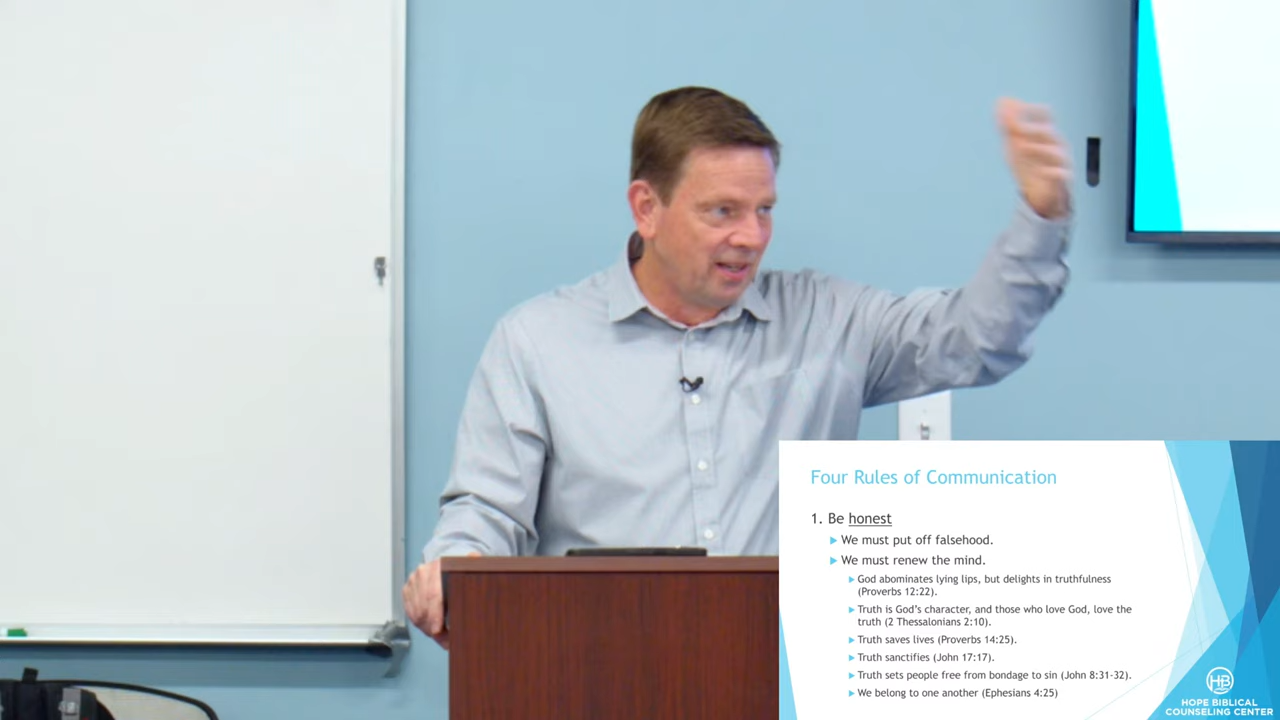 Four Rules of Communication
1. Be honest
We must put off falsehood.
We must renew the mind.
God abominates lying lips, but delights in truthfulness
(Proverbs 12:22).
Truth is God's character, and those who love God, love the
truth (2 Thessalonians 2:10).
Truth saves lives (Proverbs 14:25).
Truth sanctifies (John 17:17).
Truth sets people free from bondage to sin (John 8:31-32).
We belong to one another (Ephesians 4:25)
HB
HOPE BIBLICAL
COUNSELING CENTER